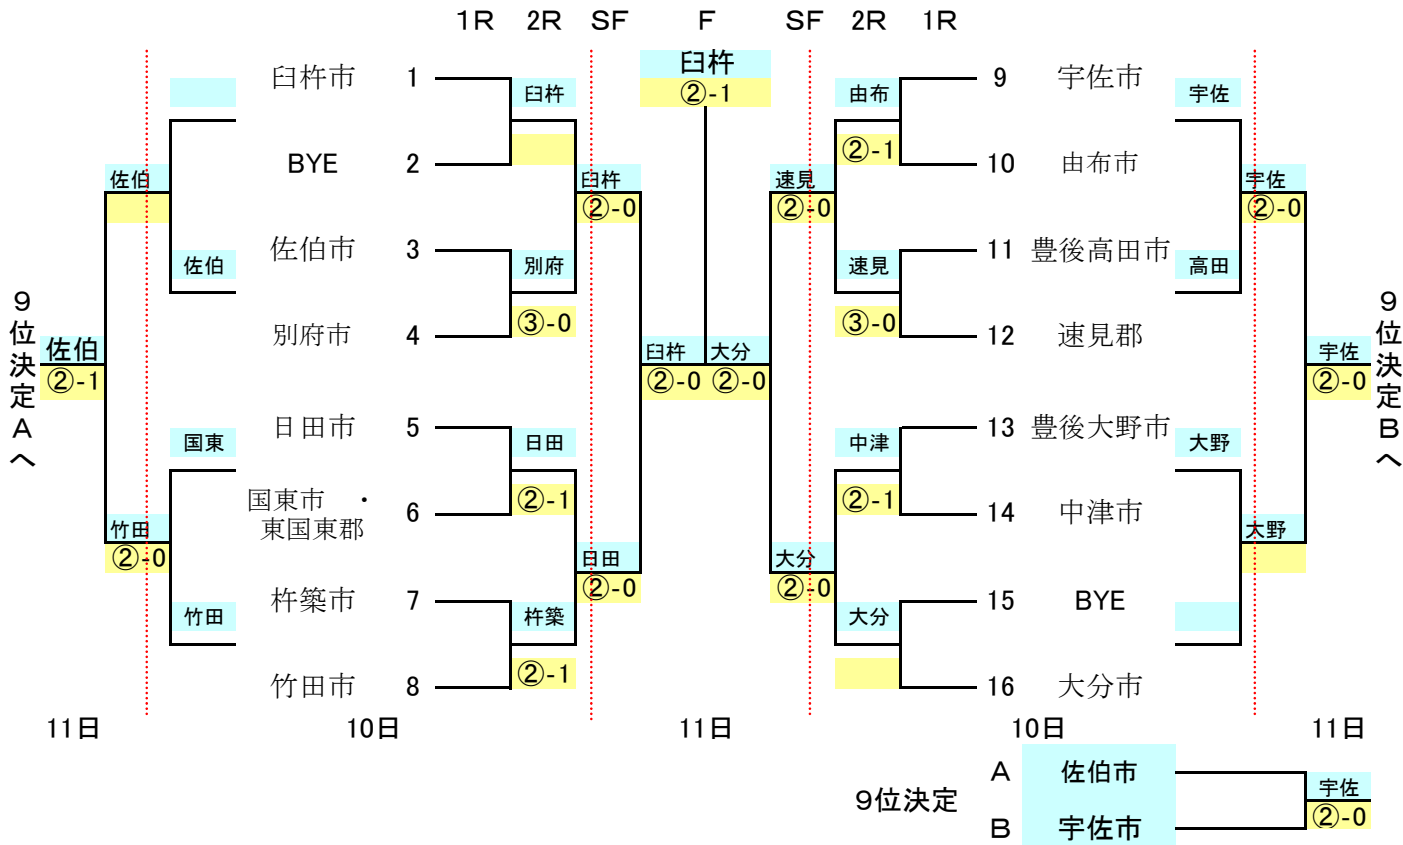 1R 2R SF F SF 2R 1R
臼杵
②-1
臼杵市 1 臼杵 由布 9 宇佐市 宇佐
②-1
BYE 2 10 由布市
佐伯 臼杵 速見 宇佐
②-0 ②-0 ②-0
佐伯市 3 11 豊後高田市
佐伯 別府 速見 高田
③-0 ③-0
別府市 4 12 速見郡
9位決定Aへ 9位決定Bへ
佐伯 臼杵 大分 宇佐
②-1 ②-0 ②-0 ②-0
日田市 5 13 豊後大野市
国東 日田 中津 大野
②-1 ②-1
国東市 ・ 6 14 中津市
東国東郡
竹田 大野
②-0
日田 大分
②-0 ②-0
杵築市 7 15 BYE
竹田 杵築 大分
②-1
竹田市 8 16 大分市
11日 10日 11日 10日 11日
A 佐伯市
9位決定 宇佐
②-0
B 宇佐市